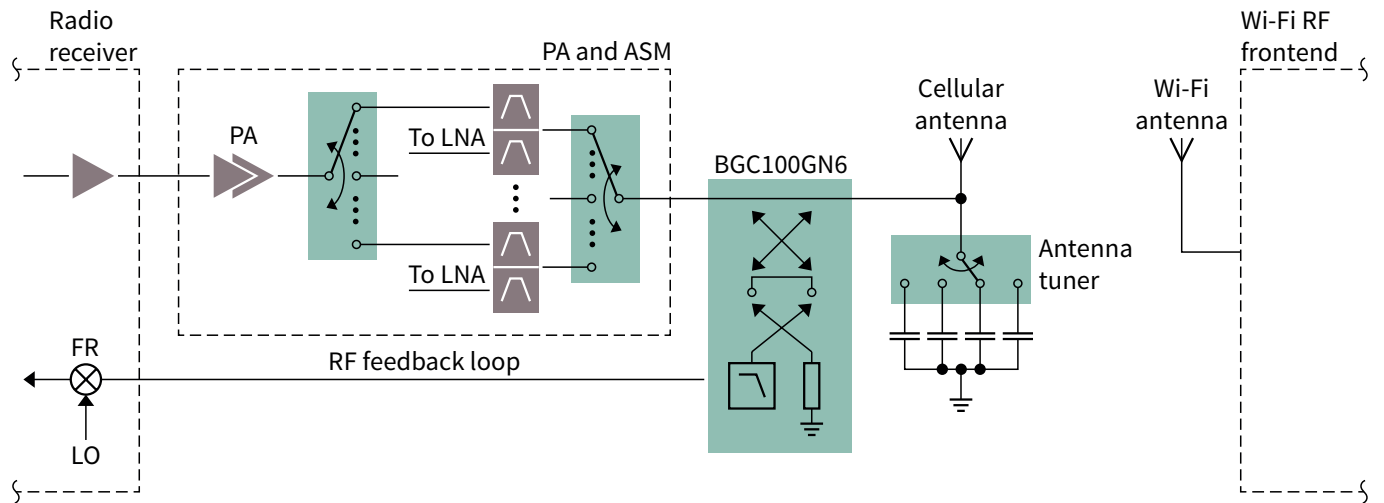 Radio
receiver
PA and ASM
PA
To LNA
To LNA
BGC100GN6
Cellular
antenna
Wi-Fi
antenna
Wi-Fi RF
frontend
Antenna
tuner
RF feedback loop
FR
LO